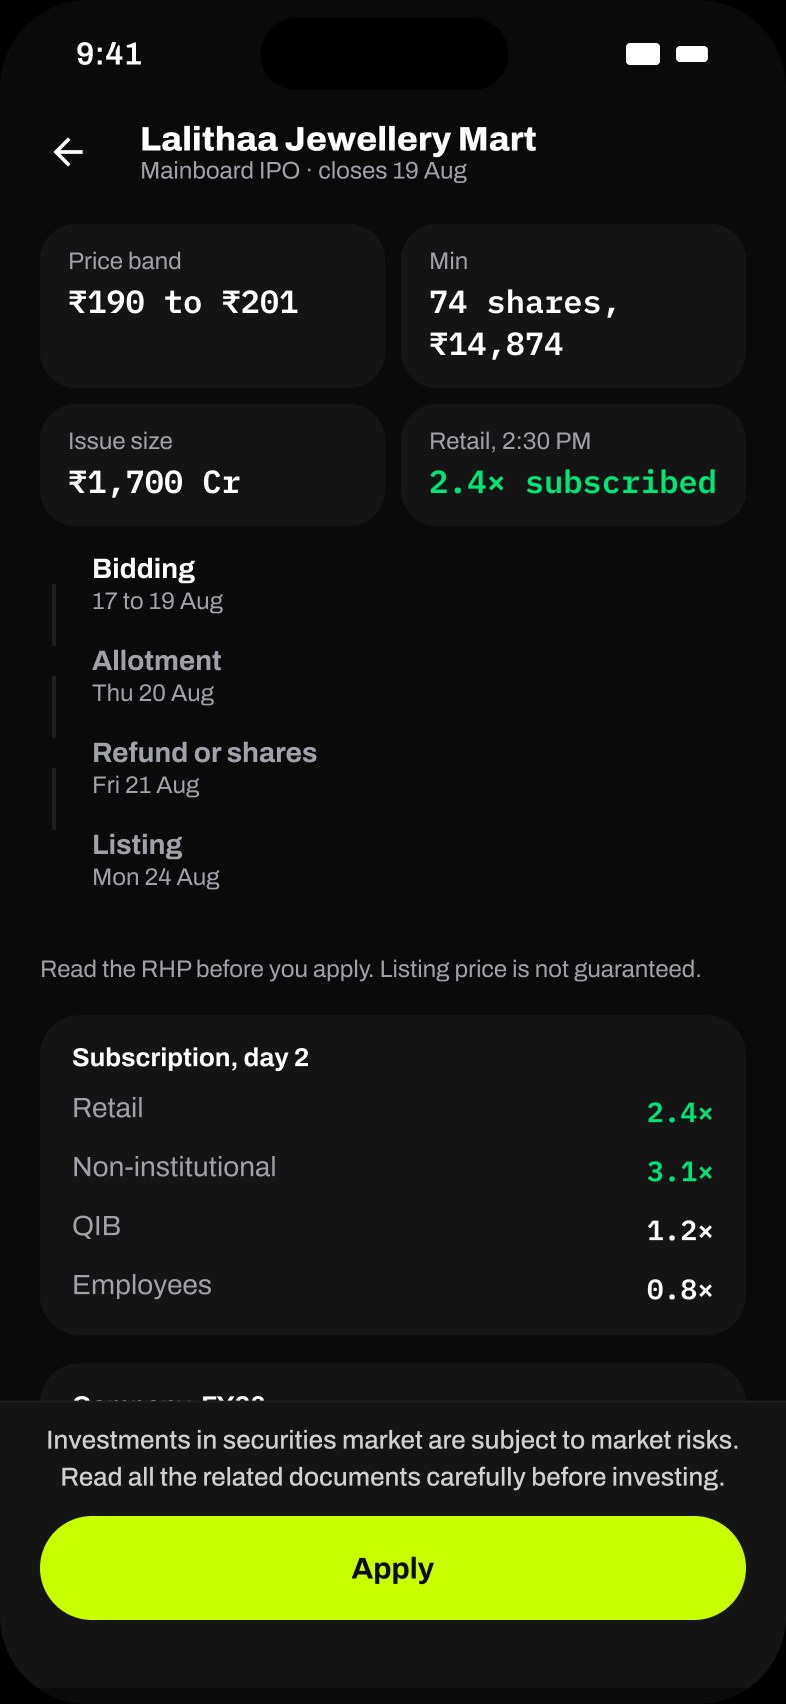 9:41
Lalithaa Jewellery Mart
Mainboard IPO · closes 19 Aug
Price band
₹190 to ₹201
Min
74 shares,
₹14,874
Issue size
₹1,700 Cr
Retail, 2:30 PM
2.4× subscribed
Bidding
17 to 19 Aug
Allotment
Thu 20 Aug
Refund or shares
Fri 21 Aug
Listing
Mon 24 Aug
Read the RHP before you apply. Listing price is not guaranteed.
Subscription, day 2
Retail
2.4×
Non-institutional
3.1×
QIB
1.2×
Employees
0.8×
Investments in securities market are subject to market risks.
Read all the related documents carefully before investing.
Apply